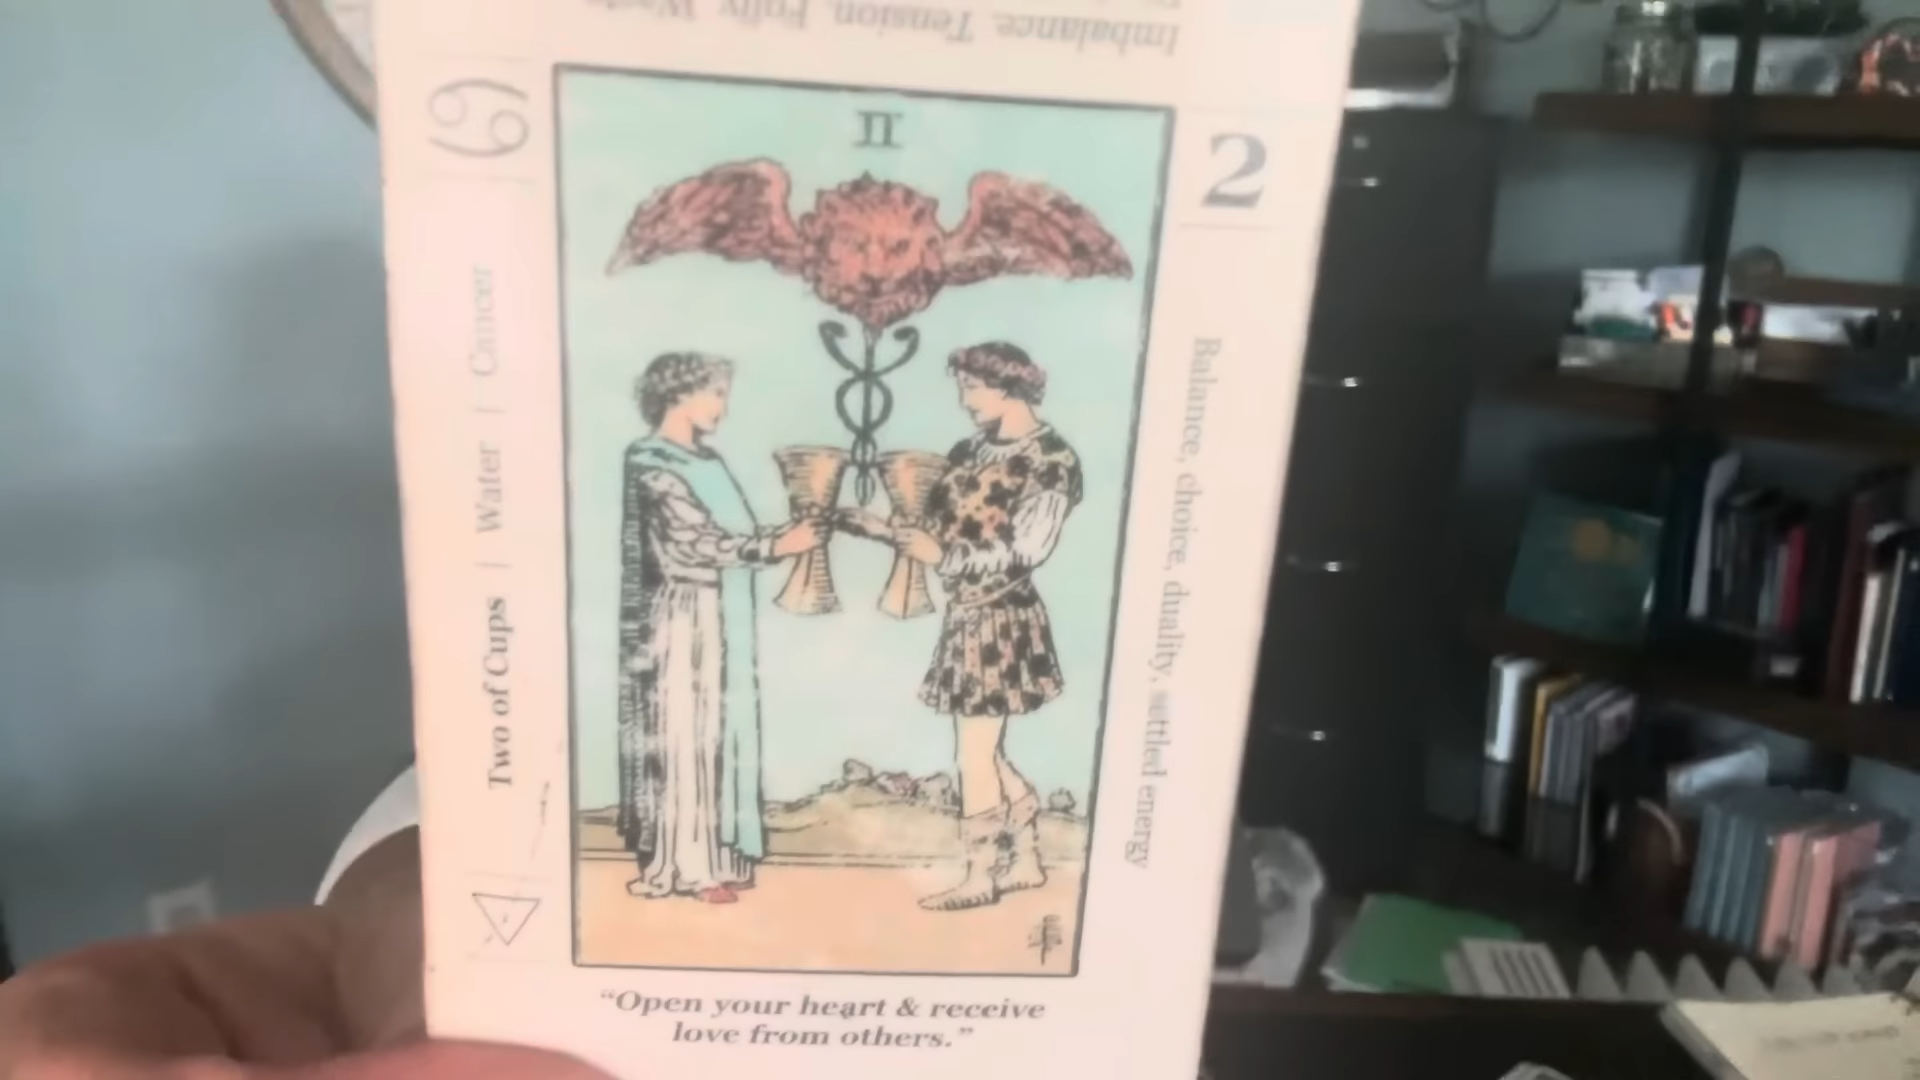 Imbalance, Tension, Folly,
II
2
Two of Cups | Water | Cancer
Balance, choice, duality, settled energy
“Open your heart & receive
love from others.”